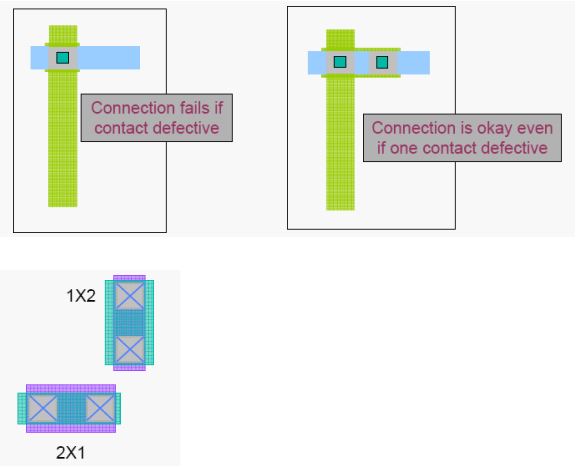 Connection fails if
contact defective
Connection is okay even
if one contact defective
1X2
2X1